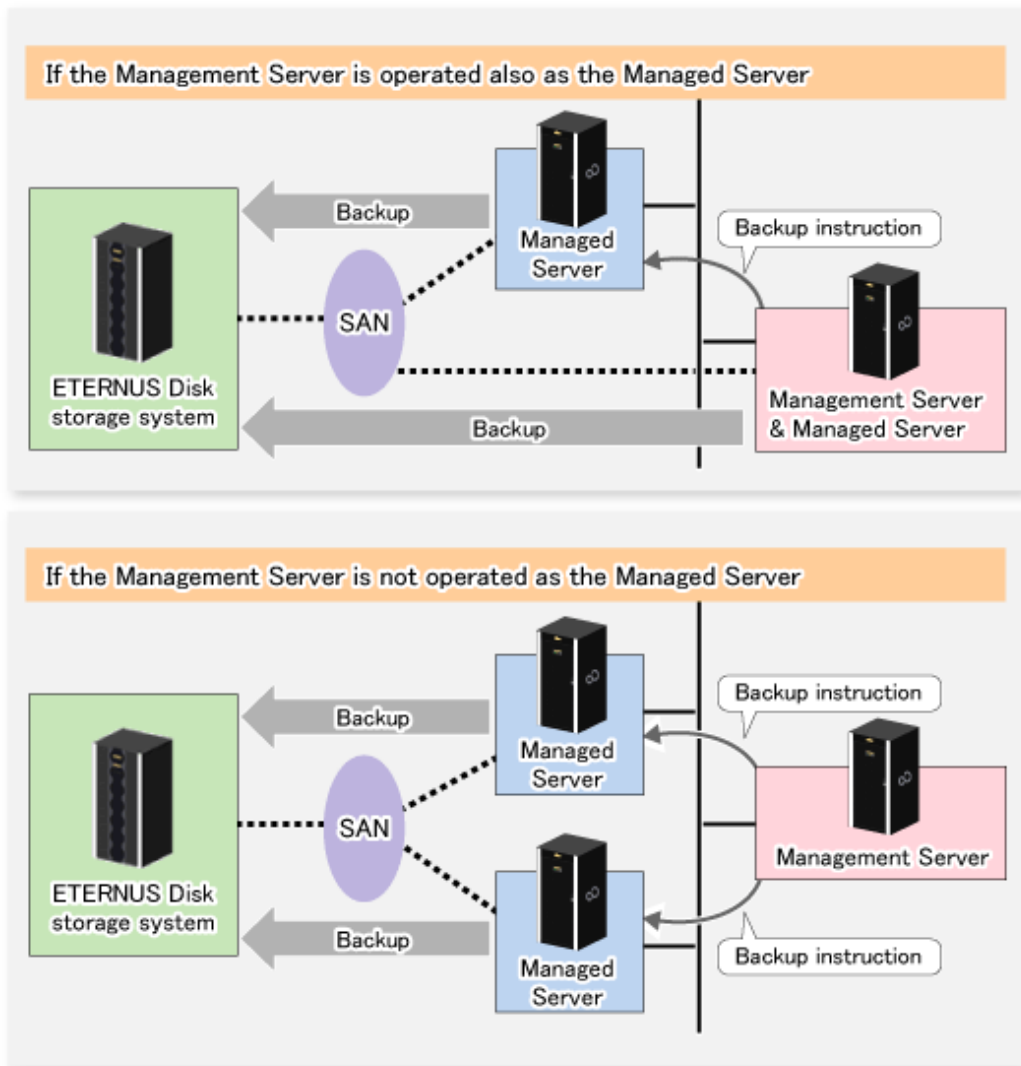 If the Management Server is operated also as the Managed Server
Backup
Managed
Server
Backup instruction
SAN
ETERNUS Disk
storage system
Management Server
& Managed Server
Backup
If the Management Server is not operated as the Managed Server
Backup
Managed
Server
Backup instruction
SAN
Management Server
ETERNUS Disk
storage system
Backup
Managed
Server
Backup instruction